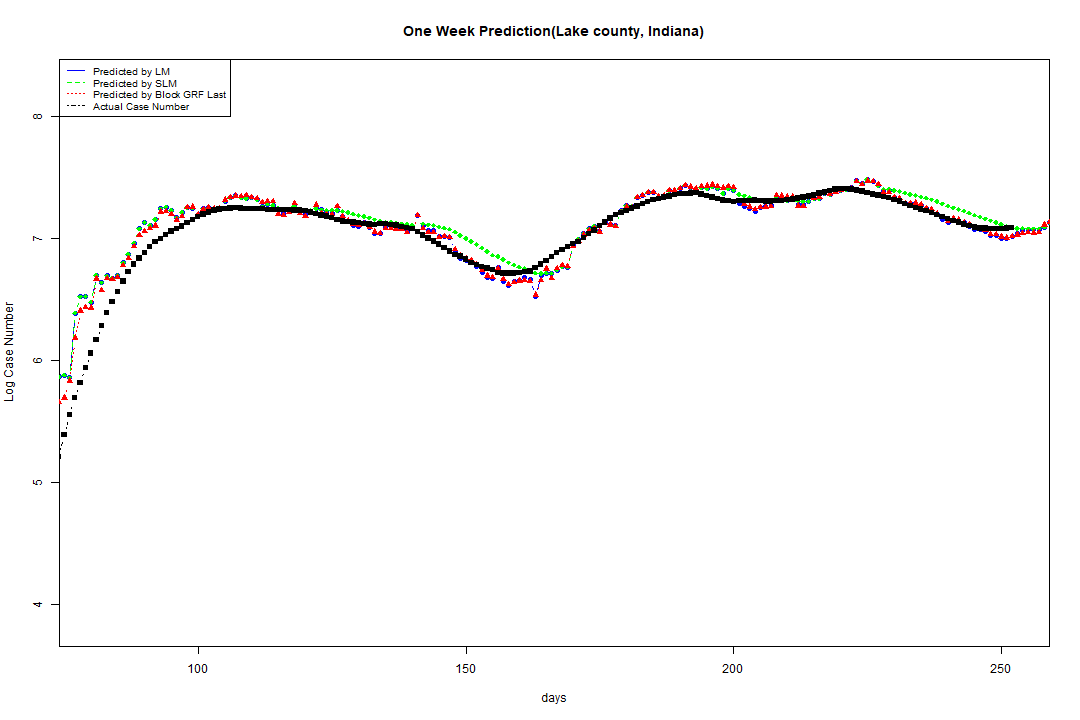 One Week Prediction(Lake county, Indiana)
Predicted by LM
Predicted by SLM
Predicted by Block GRF Last
Actual Case Number
8
7
6
5
4
Log Case Number
100 150 200 250
days